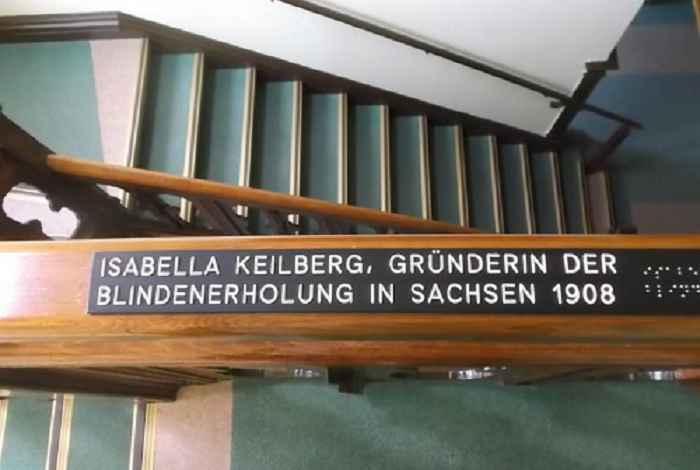 ISABELLA KEILBERG, GRÜNDERIN DER
BLINDENERHOLUNG IN SACHSEN 1908